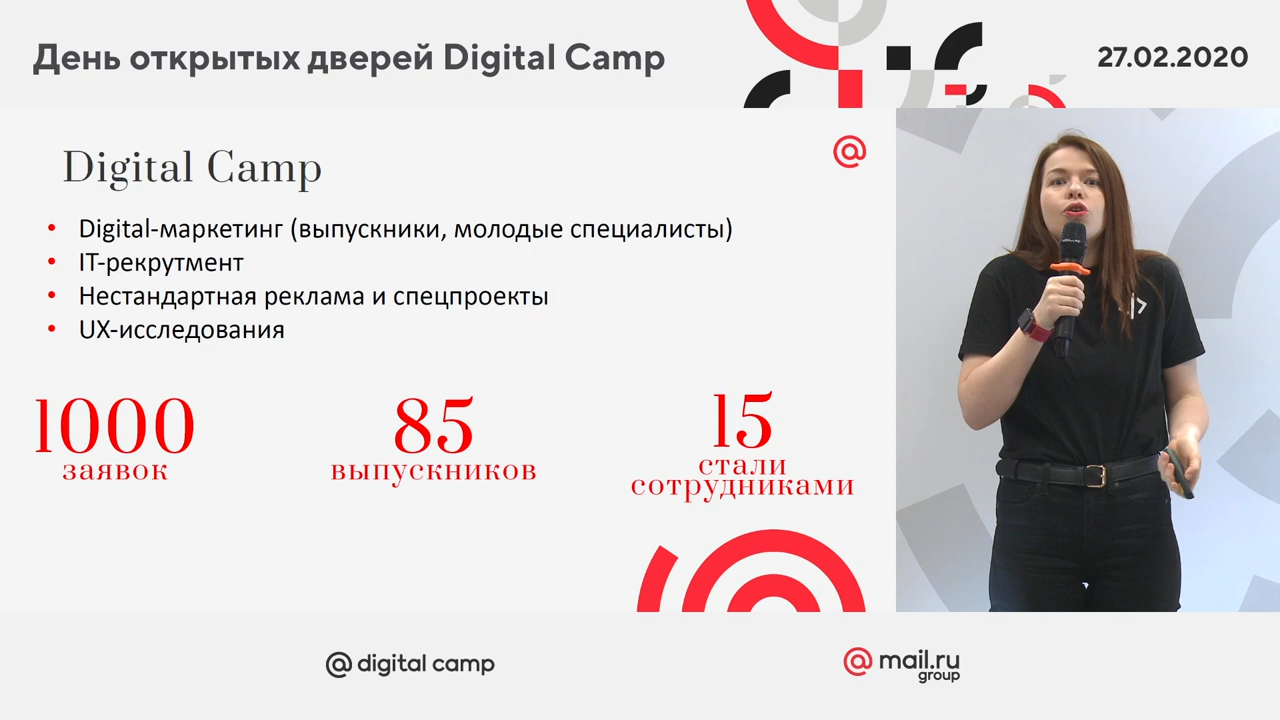 День открытых дверей Digital Camp
27.02.2020
Digital Camp
@
• Digital-маркетинг (выпускники, молодые специалисты)
• IT-рекрутмент
• Нестандартная реклама и спецпроекты
• UX-исследования
1000
заявок
85
выпускников
15
стали
сотрудниками
@ digital camp
@ mail.ru
group